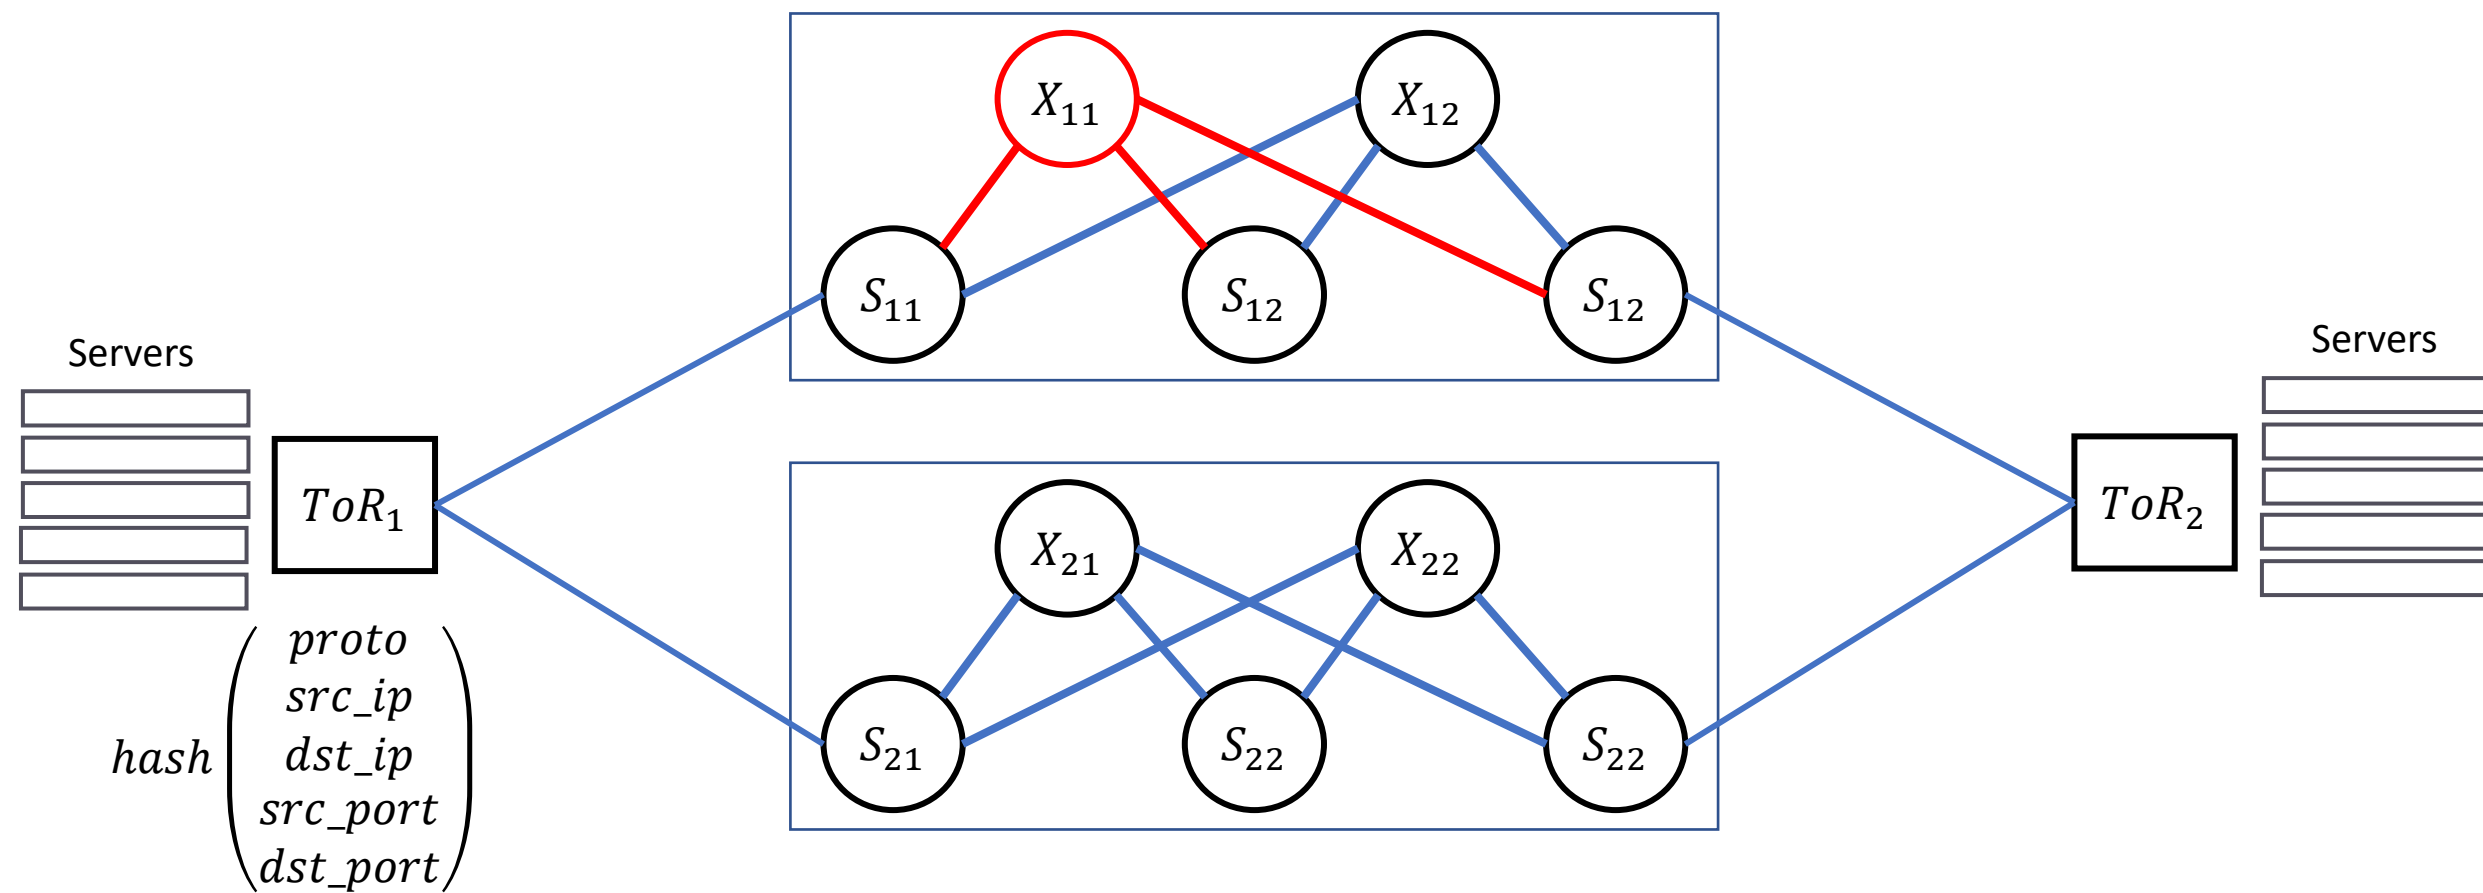 X₁₁ X₁₂
S₁₁ S₁₂ S₁₂
Servers
Servers
ToR₁
ToR₂
X₂₁ X₂₂
S₂₁ S₂₂ S₂₂
hash
proto
src_ip
dst_ip
src_port
dst_port